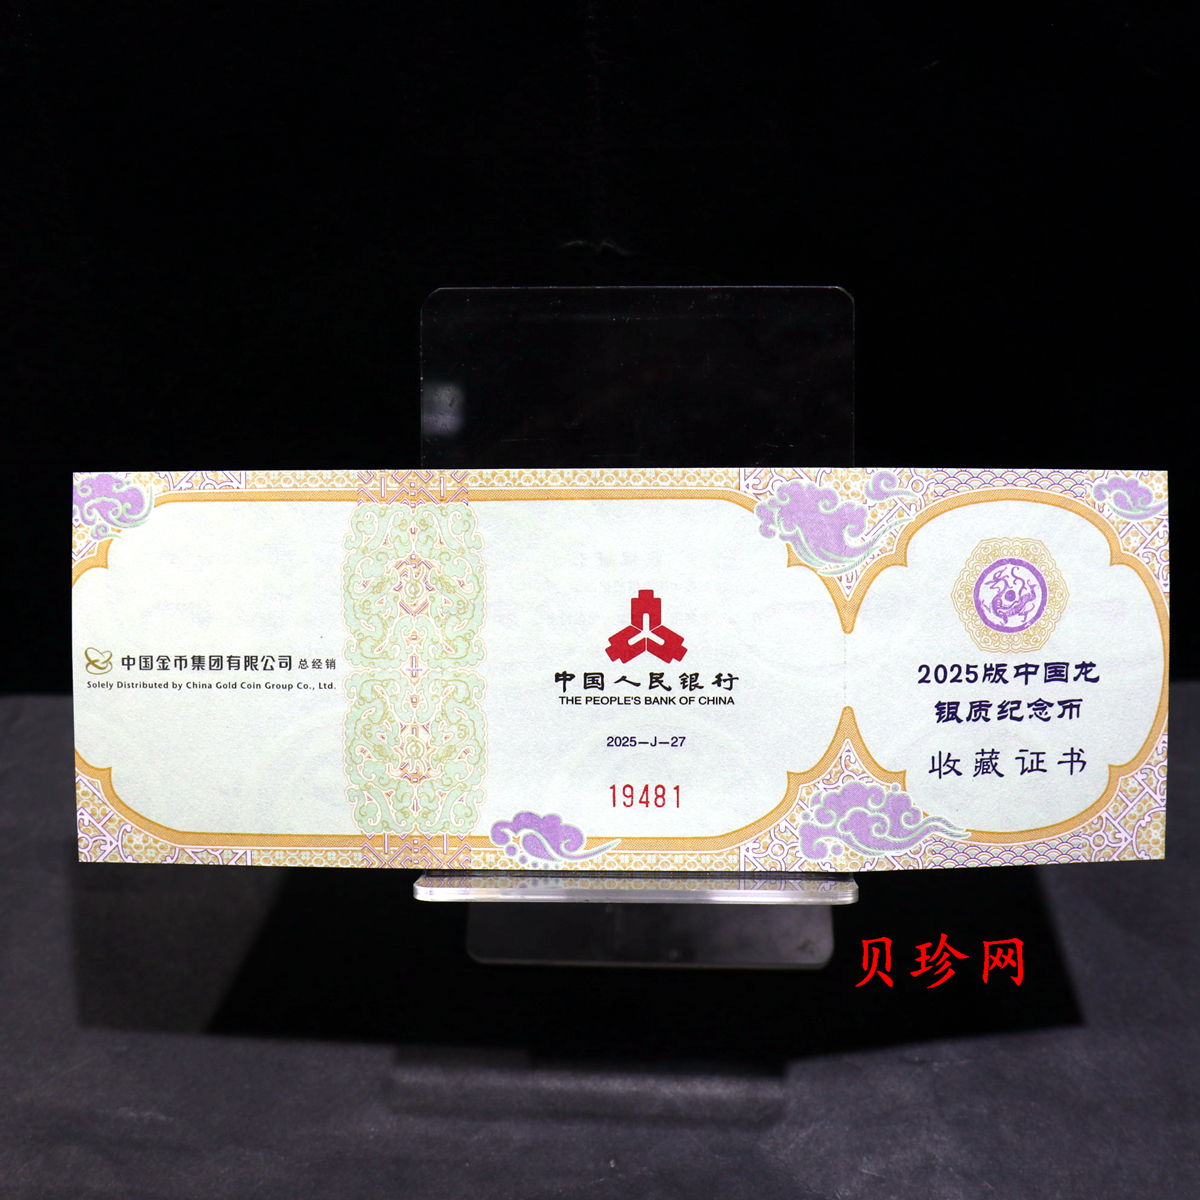 中国金币集团有限公司 总经销
Solely Distributed by China Gold Coin Group Co., Ltd.
中国人民银行
THE PEOPLE'S BANK OF CHINA
2025-J-27
19481
2025版中国龙
银质纪念币
收藏证书
贝珍网